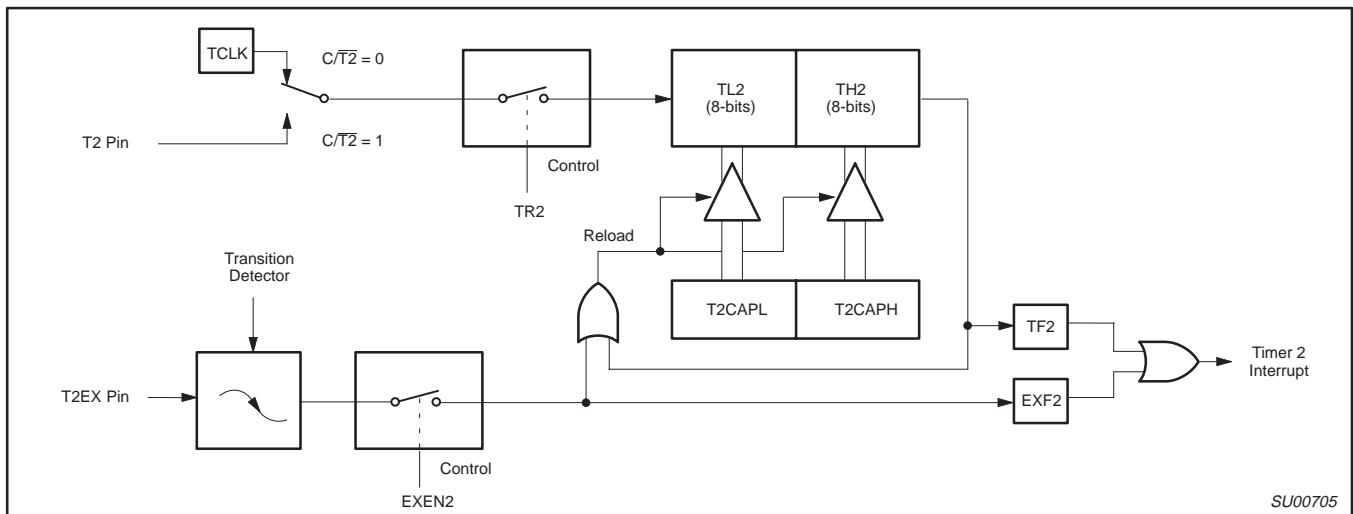 TCLK
C/T2 = 0
TL2
(8-bits)
TH2
(8-bits)
T2 Pin
C/T2 = 1
Control
TR2
Reload
Transition
Detector
T2CAPL
T2CAPH
TF2
Timer 2
Interrupt
T2EX Pin
EXF2
Control
EXEN2
SU00705